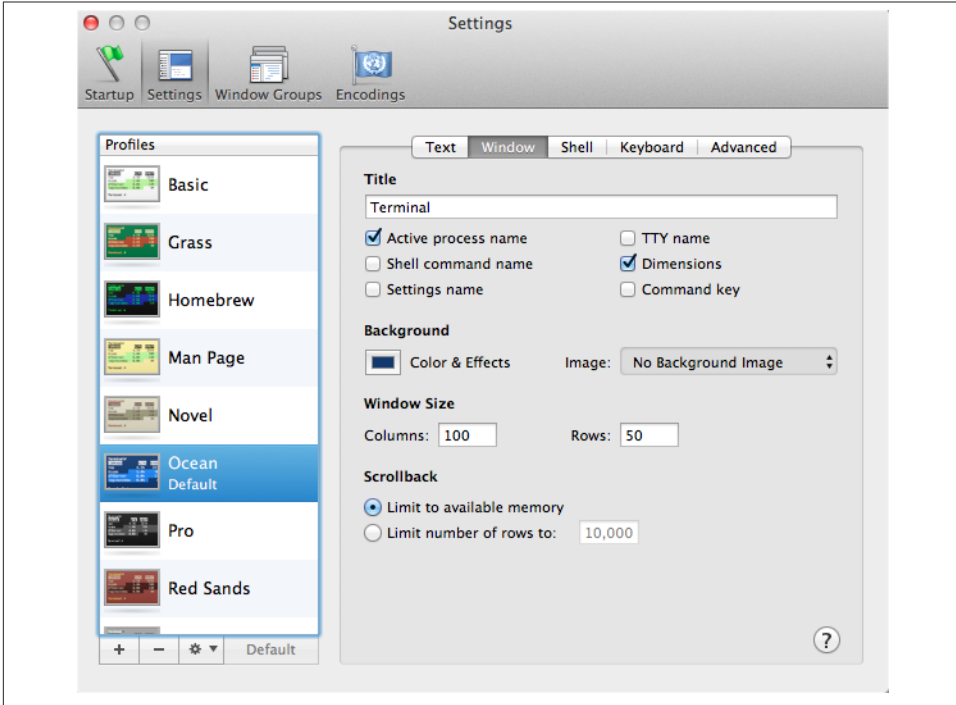 Settings
Startup Settings Window Groups Encodings
Profiles
Basic
Grass
Homebrew
Man Page
Novel
Ocean
Default
Pro
Red Sands
+ − Default
Text Window Shell Keyboard Advanced
Title
Terminal
Active process name TTY name
Shell command name Dimensions
Settings name Command key
Background
Color & Effects Image: No Background Image
Window Size
Columns: 100 Rows: 50
Scrollback
Limit to available memory
Limit number of rows to: 10,000
?